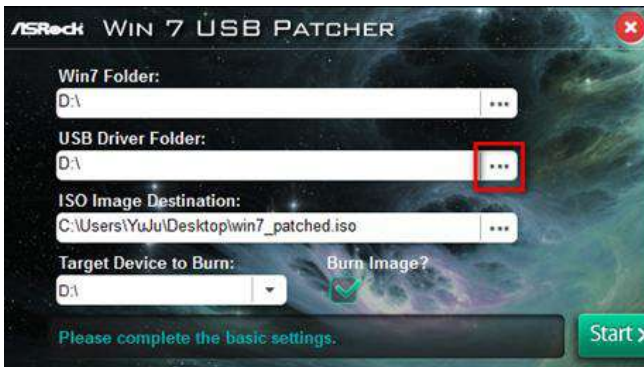 ASRock WIN 7 USB PATCHER
Win7 Folder:
D:\
...
USB Driver Folder:
D:\
...
ISO Image Destination:
C:\Users\YuJu\Desktop\win7_patched.iso
...
Target Device to Burn: Burn Image?
D:\
Please complete the basic settings.
Start